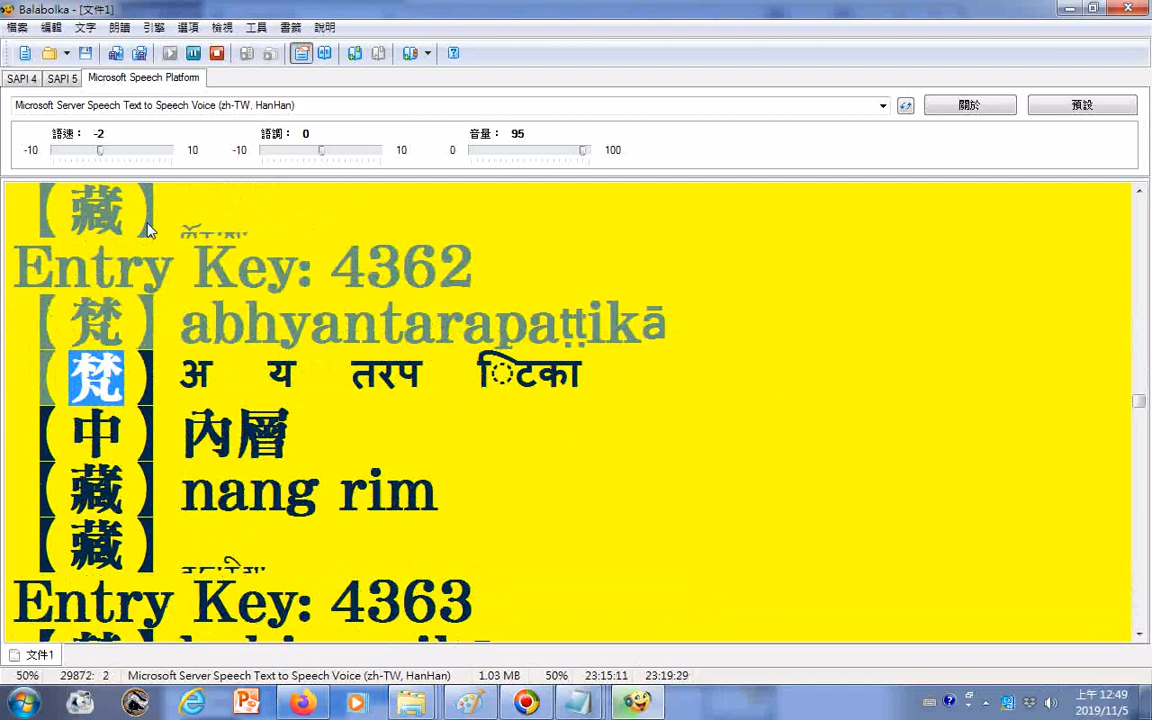 Balabolka - [文件1]
檔案 編輯 文字 朗讀 引擎 選項 檢視 工具 書籤 說明
SAPI 4 SAPI 5 Microsoft Speech Platform
Microsoft Server Speech Text to Speech Voice (zh-TW, HanHan) 關於 預設
語速： -2 語調： 0 音量： 95
-10 10 -10 10 0 100
【藏】
Entry Key: 4362
【梵】 abhyantarapaṭṭikā
【梵】 अ य तरप िटका
【中】 內層
【藏】 nang rim
【藏】
Entry Key: 4363
文件1
50% 29872: 2 Microsoft Server Speech Text to Speech Voice (zh-TW, HanHan) 1.03 MB 50% 23:15:11 23:19:29
上午 12:49
2019/11/5